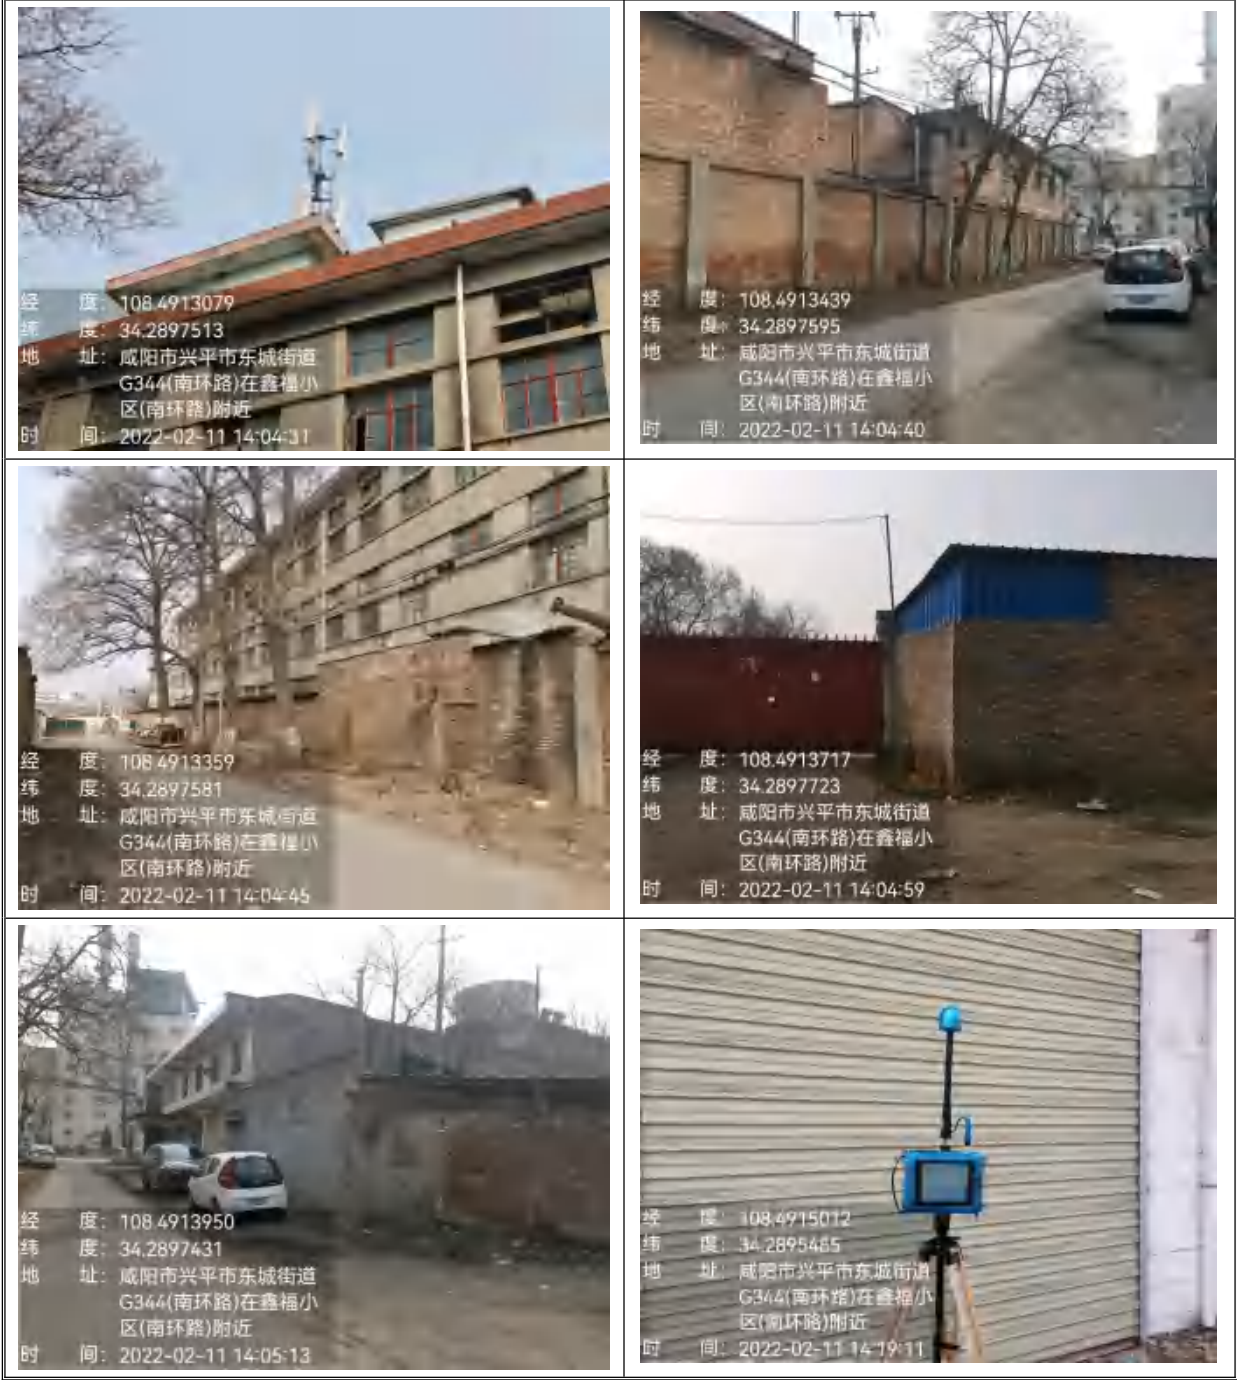 经 度: 108.4913079
纬 度: 34.2897513
地 址: 咸阳市兴平市东城街道
G344(南环路)在鑫福小
区(南环路)附近
时 间: 2022-02-11 14:04:31
经 度: 108.4913439
纬 度: 34.2897595
地 址: 咸阳市兴平市东城街道
G344(南环路)在鑫福小
区(南环路)附近
时 间: 2022-02-11 14:04:40
经 度: 108.4913359
纬 度: 34.2897581
地 址: 咸阳市兴平市东城街道
G344(南环路)在鑫福小
区(南环路)附近
时 间: 2022-02-11 14:04:45
经 度: 108.4913717
纬 度: 34.2897723
地 址: 咸阳市兴平市东城街道
G344(南环路)在鑫福小
区(南环路)附近
时 间: 2022-02-11 14:04:59
经 度: 108.4913950
纬 度: 34.2897431
地 址: 咸阳市兴平市东城街道
G344(南环路)在鑫福小
区(南环路)附近
时 间: 2022-02-11 14:05:13
经 度: 108.4915012
纬 度: 34.2895485
地 址: 咸阳市兴平市东城街道
G344(南环路)在鑫福小
区(南环路)附近
时 间: 2022-02-11 14:19:11